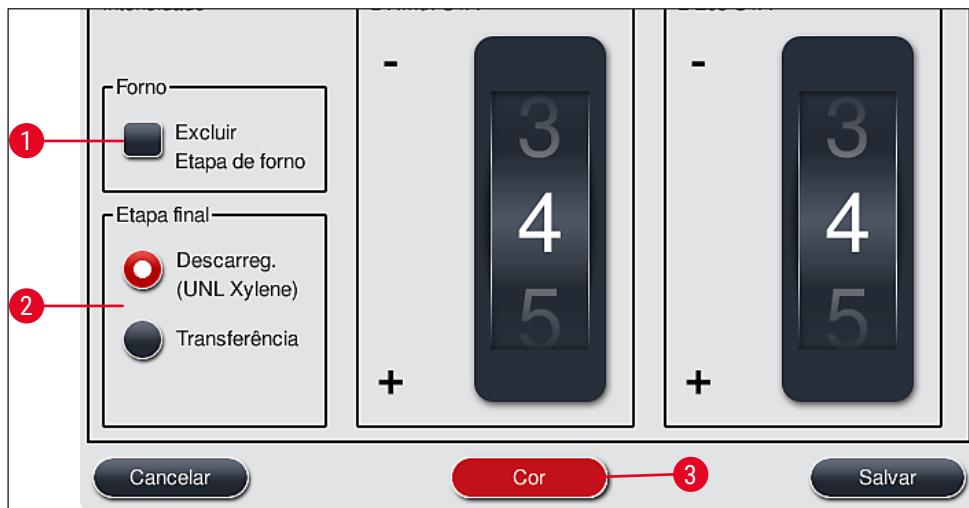 Forno
1
Excluir
Etapa de forno
Etapa final
2
Descarreg.
(UNL Xylene)
Transferência
-
3
4
5
+
-
3
4
5
+
Cancelar
Cor
3
Salvar